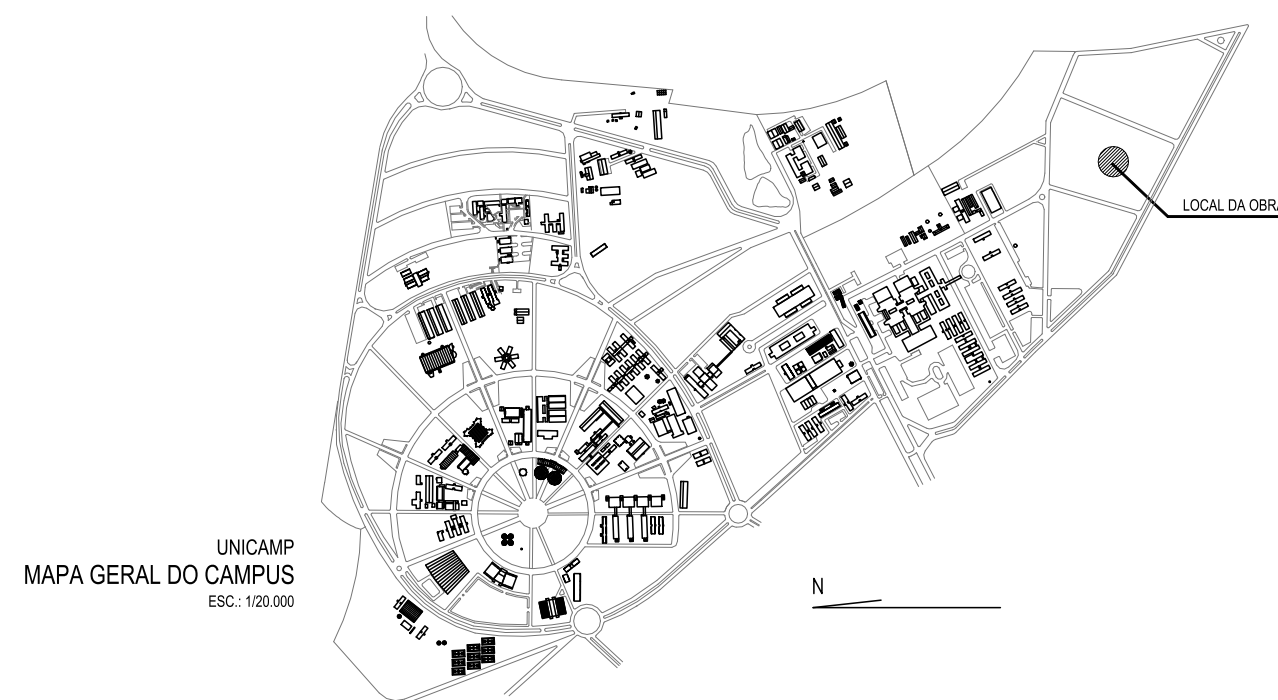 LOCAL DA OBRA
UNICAMP
MAPA GERAL DO CAMPUS
ESC.: 1/20.000
N